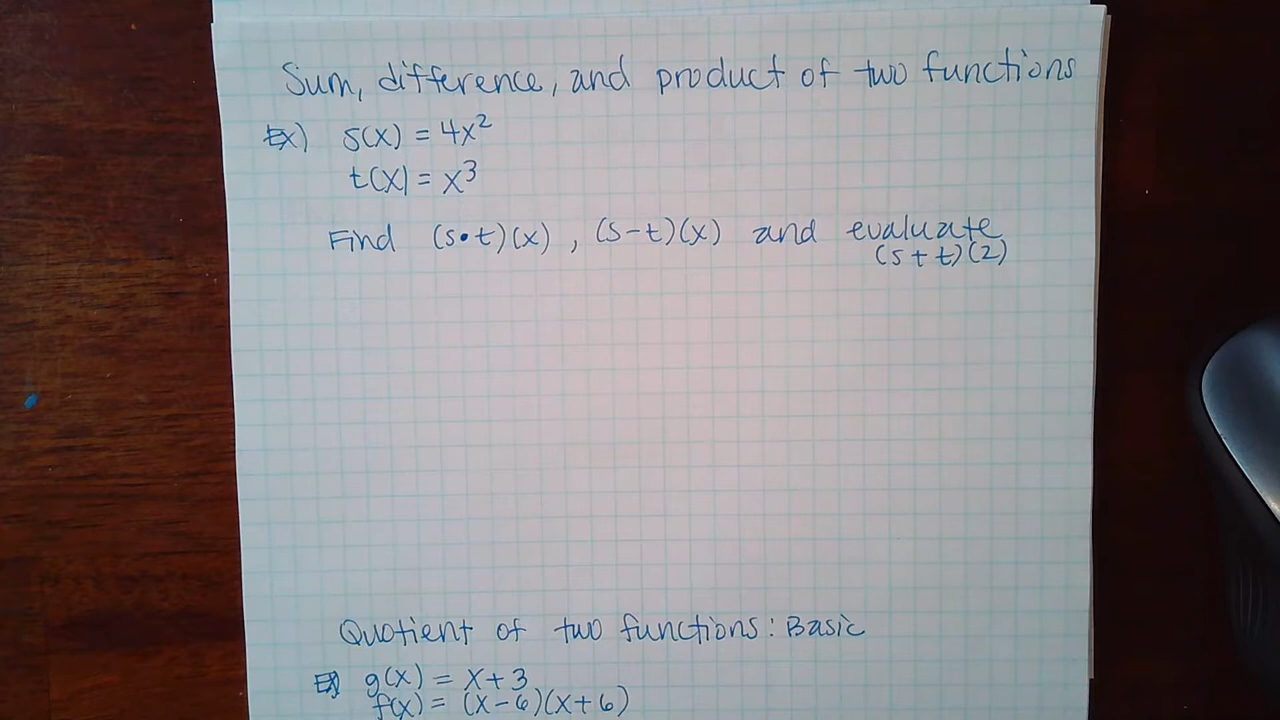 Sum, difference, and product of two functions
Ex) s(x) = 4x²
t(x) = x³
Find (s•t)(x), (s-t)(x) and evaluate
(s+t)(2)
Quotient of two functions: Basic
Ex) g(x) = x+3
f(x) = (x-6)(x+6)